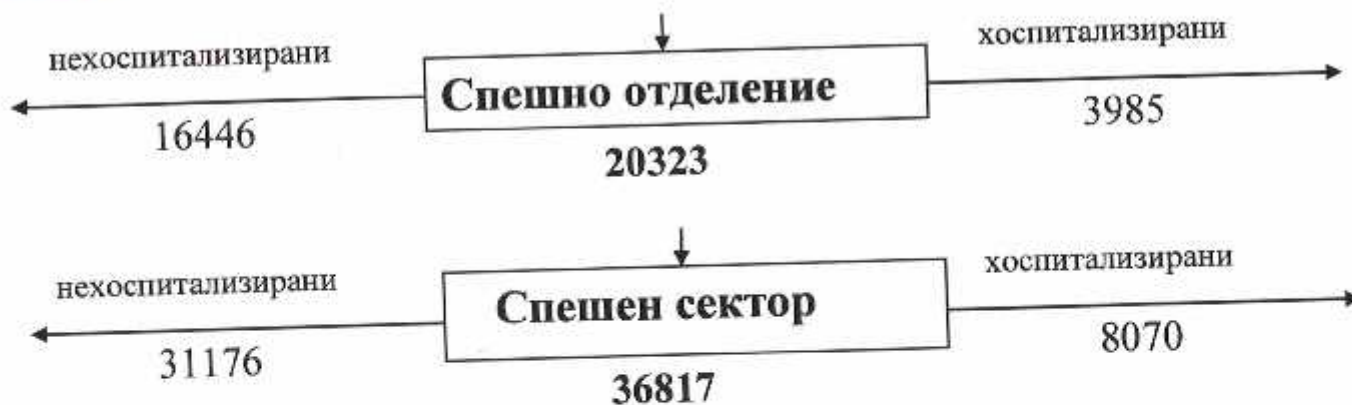 нехоспитализирани
Спешно отделение
хоспитализирани
16446
20323
3985
нехоспитализирани
Спешен сектор
хоспитализирани
31176
36817
8070